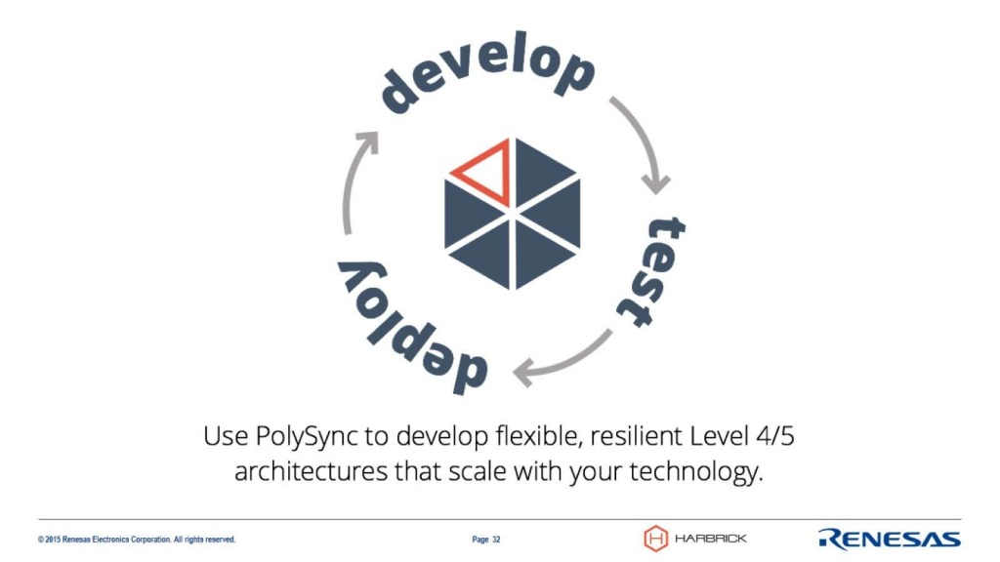 develop
test
deploy
Use PolySync to develop flexible, resilient Level 4/5
architectures that scale with your technology.
© 2015 Renesas Electronics Corporation. All rights reserved.
Page 32
HARBRICK
RENESAS